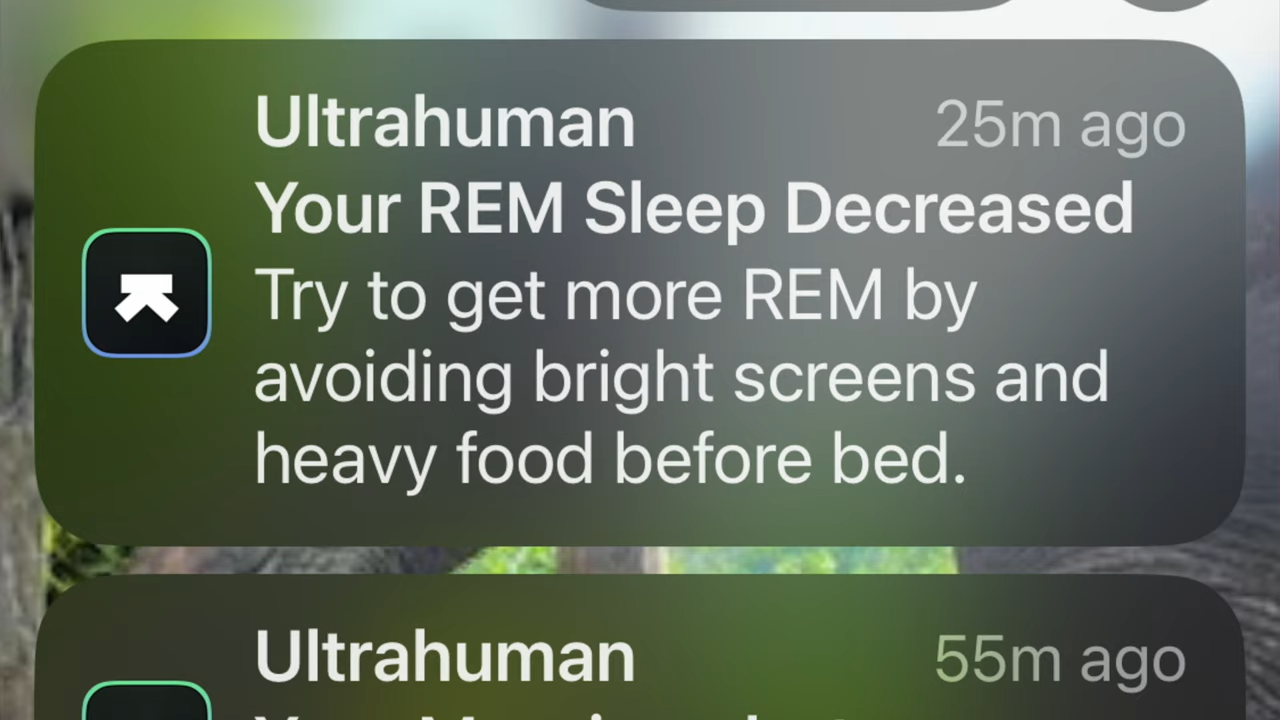 Ultrahuman 25m ago
Your REM Sleep Decreased
Try to get more REM by
avoiding bright screens and
heavy food before bed.
Ultrahuman 55m ago